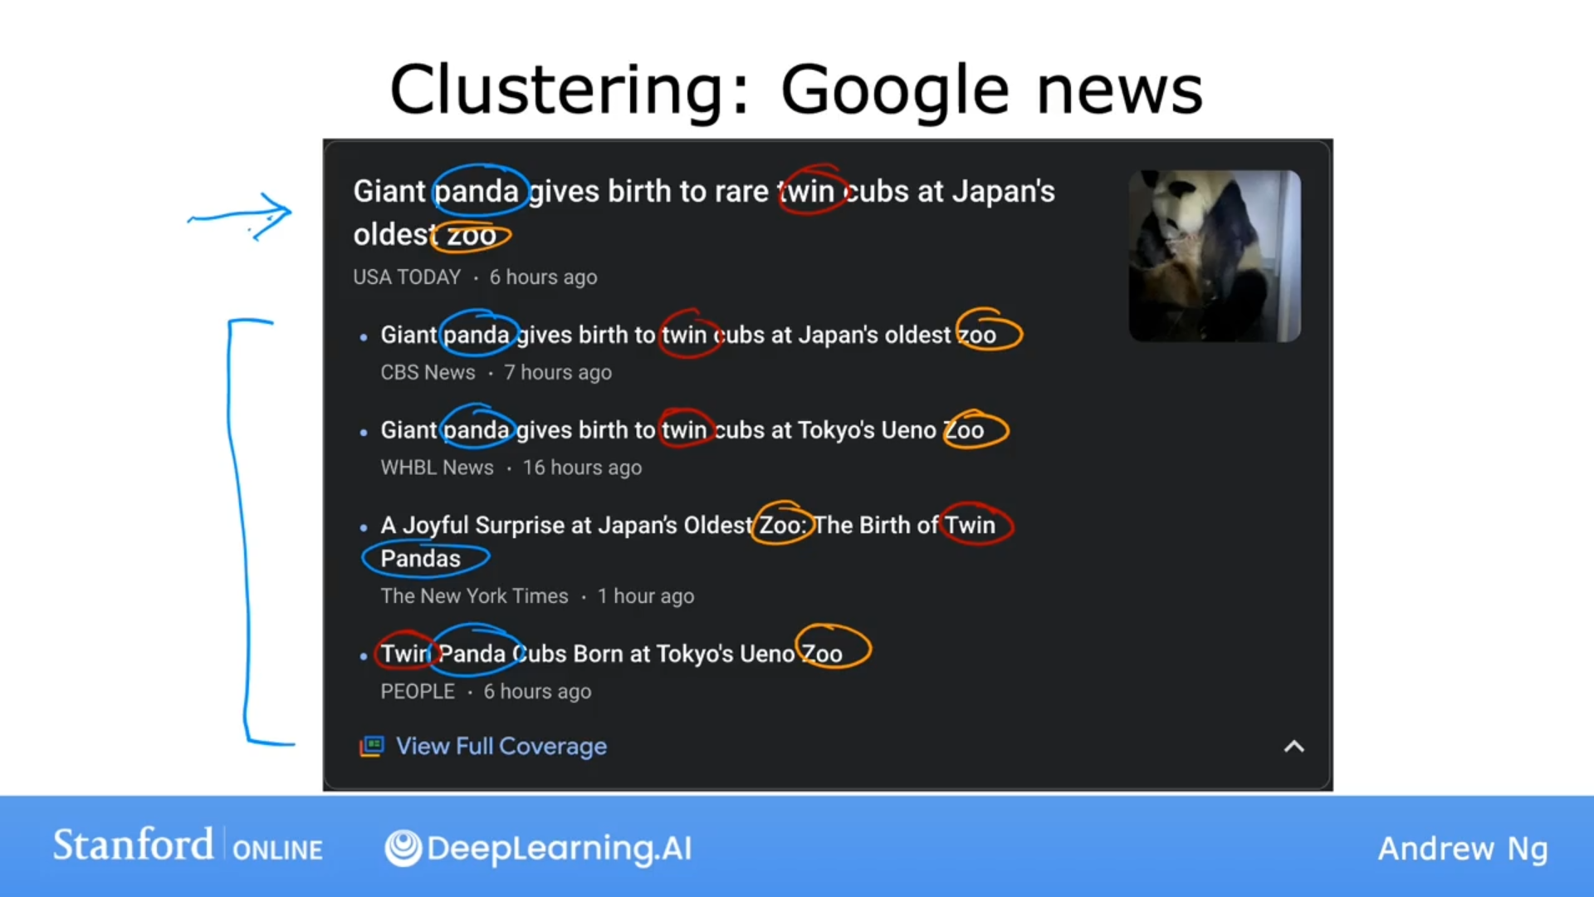 Clustering: Google news
Giant panda gives birth to rare twin cubs at Japan's
oldest zoo
USA TODAY · 6 hours ago
• Giant panda gives birth to twin cubs at Japan's oldest zoo
CBS News · 7 hours ago
• Giant panda gives birth to twin cubs at Tokyo's Ueno Zoo
WHBL News · 16 hours ago
• A Joyful Surprise at Japan’s Oldest Zoo: The Birth of Twin
Pandas
The New York Times · 1 hour ago
• Twin Panda Cubs Born at Tokyo's Ueno Zoo
PEOPLE · 6 hours ago
View Full Coverage
Stanford ONLINE DeepLearning.AI Andrew Ng